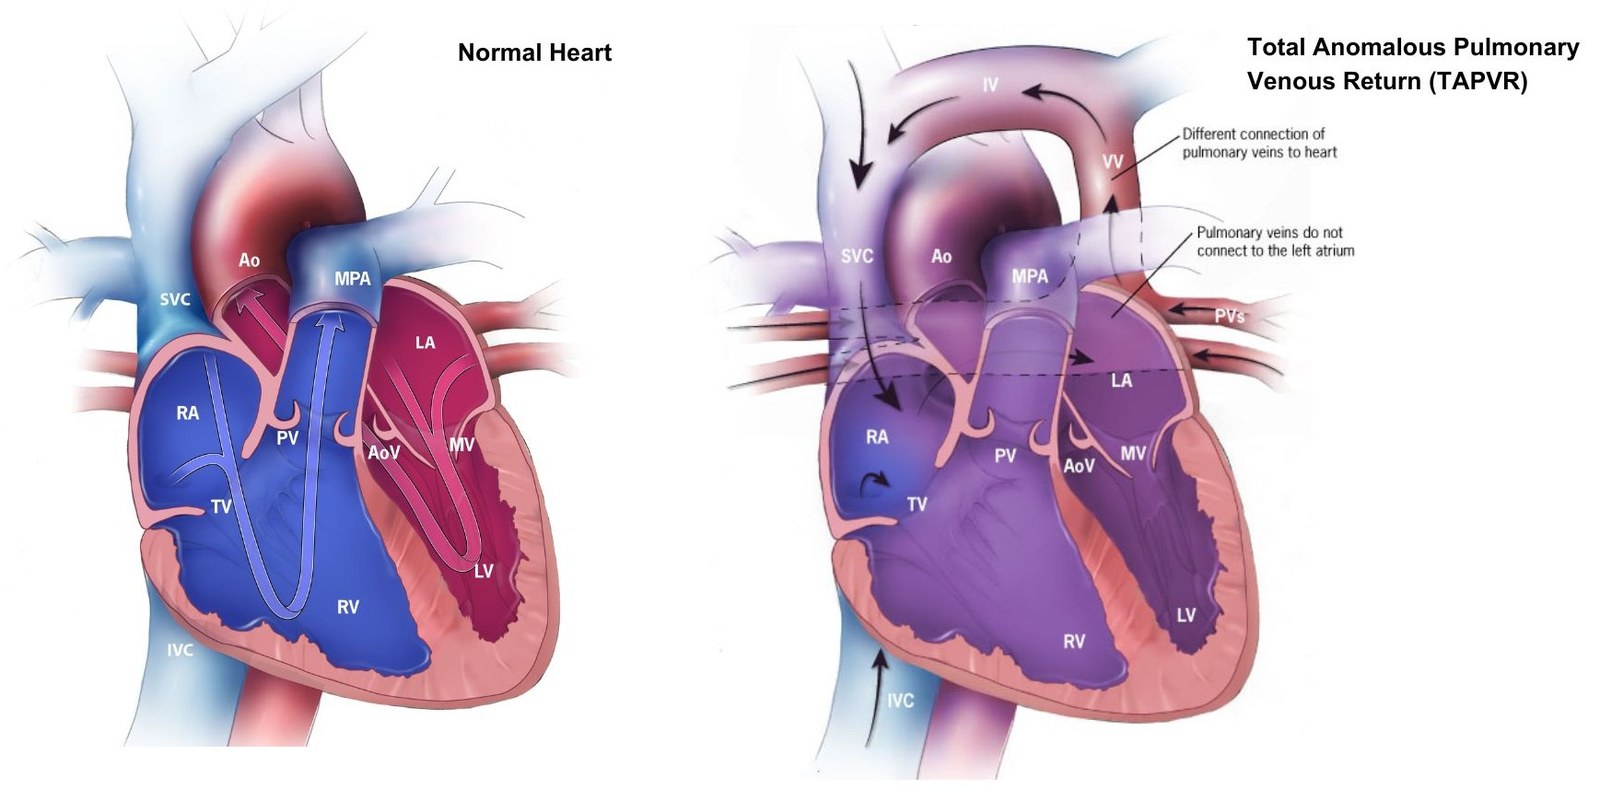 Normal Heart
Ao
MPA
SVC
LA
RA
PV
AoV
MV
TV
LV
RV
IVC
Total Anomalous Pulmonary
Venous Return (TAPVR)
IV
Different connection of
pulmonary veins to heart
VV
Pulmonary veins do not
connect to the left atrium
SVC
Ao
MPA
PVs
LA
RA
PV
AoV
MV
TV
LV
RV
IVC